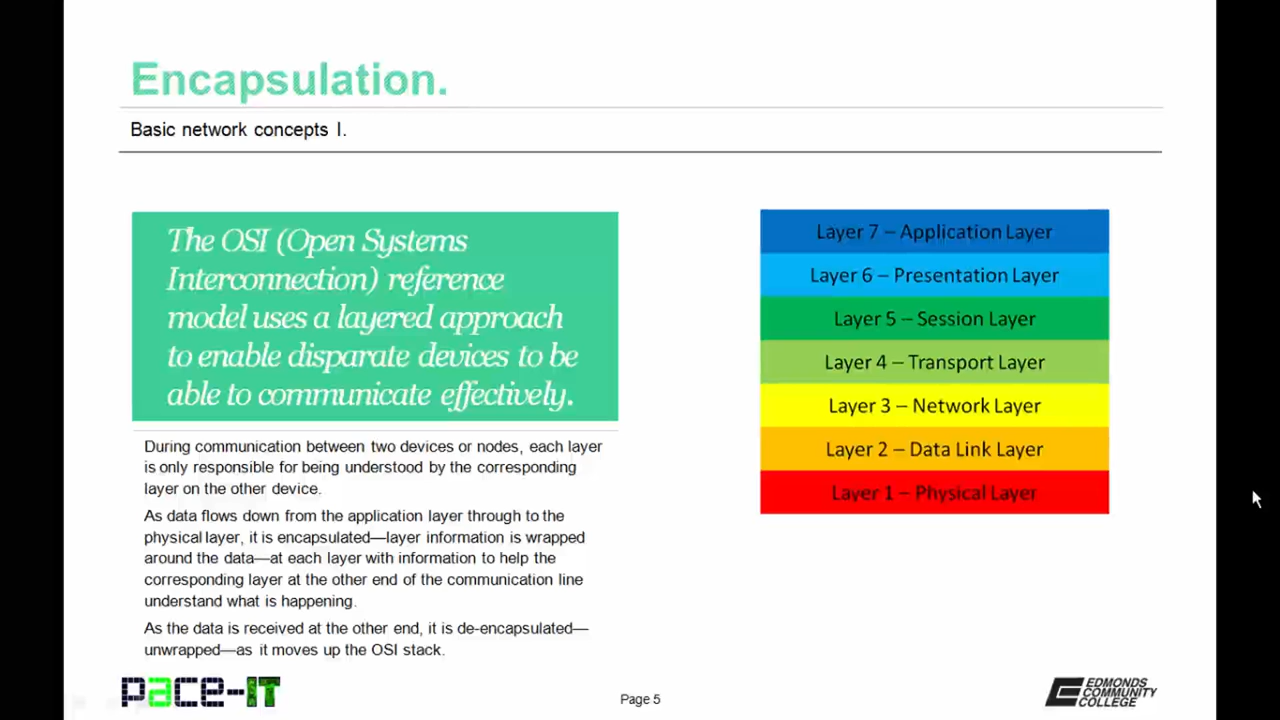 Encapsulation.
Basic network concepts I.
The OSI (Open Systems
Interconnection) reference
model uses a layered approach
to enable disparate devices to be
able to communicate effectively.
During communication between two devices or nodes, each layer
is only responsible for being understood by the corresponding
layer on the other device.
As data flows down from the application layer through to the
physical layer, it is encapsulated—layer information is wrapped
around the data—at each layer with information to help the
corresponding layer at the other end of the communication line
understand what is happening.
As the data is received at the other end, it is de-encapsulated—
unwrapped—as it moves up the OSI stack.
Layer 7 – Application Layer
Layer 6 – Presentation Layer
Layer 5 – Session Layer
Layer 4 – Transport Layer
Layer 3 – Network Layer
Layer 2 – Data Link Layer
Layer 1 – Physical Layer
pace-IT
Page 5
EDMONDS
COMMUNITY
COLLEGE